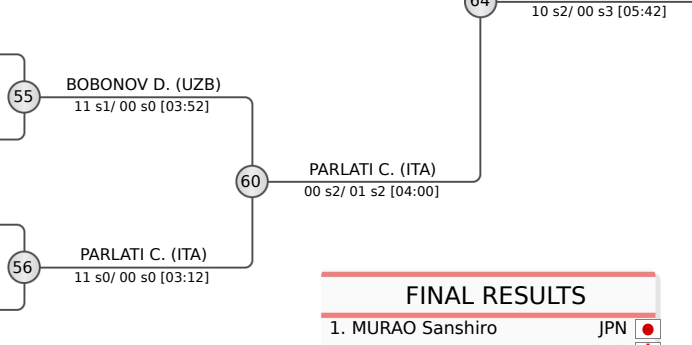 64
10 s2/ 00 s3 [05:42]
BOBONOV D. (UZB)
55
11 s1/ 00 s0 [03:52]
PARLATI C. (ITA)
60
00 s2/ 01 s2 [04:00]
PARLATI C. (ITA)
56
11 s0/ 00 s0 [03:12]
FINAL RESULTS
1. MURAO Sanshiro JPN